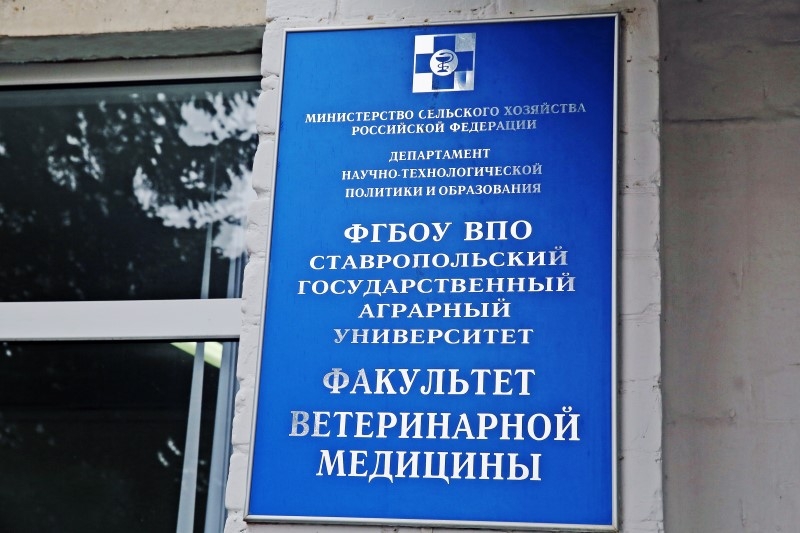 МИНИСТЕРСТВО СЕЛЬСКОГО ХОЗЯЙСТВА
РОССИЙСКОЙ ФЕДЕРАЦИИ
ДЕПАРТАМЕНТ
НАУЧНО-ТЕХНОЛОГИЧЕСКОЙ
ПОЛИТИКИ И ОБРАЗОВАНИЯ
ФГБОУ ВПО
СТАВРОПОЛЬСКИЙ
ГОСУДАРСТВЕННЫЙ
АГРАРНЫЙ
УНИВЕРСИТЕТ
ФАКУЛЬТЕТ
ВЕТЕРИНАРНОЙ
МЕДИЦИНЫ